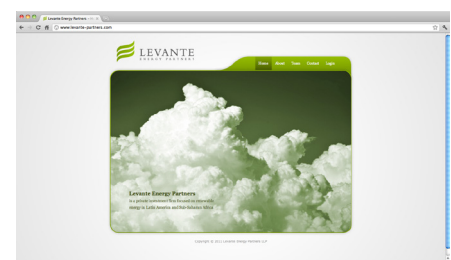 Levante Energy Partners
www.levante-partners.com
LEVANTE
ENERGY PARTNERS
Home About Team Contact Login
Levante Energy Partners
is a private investment firm focused on renewable
energy in Latin America and Sub-Saharan Africa
Copyright © 2011 Levante Energy Partners LLP